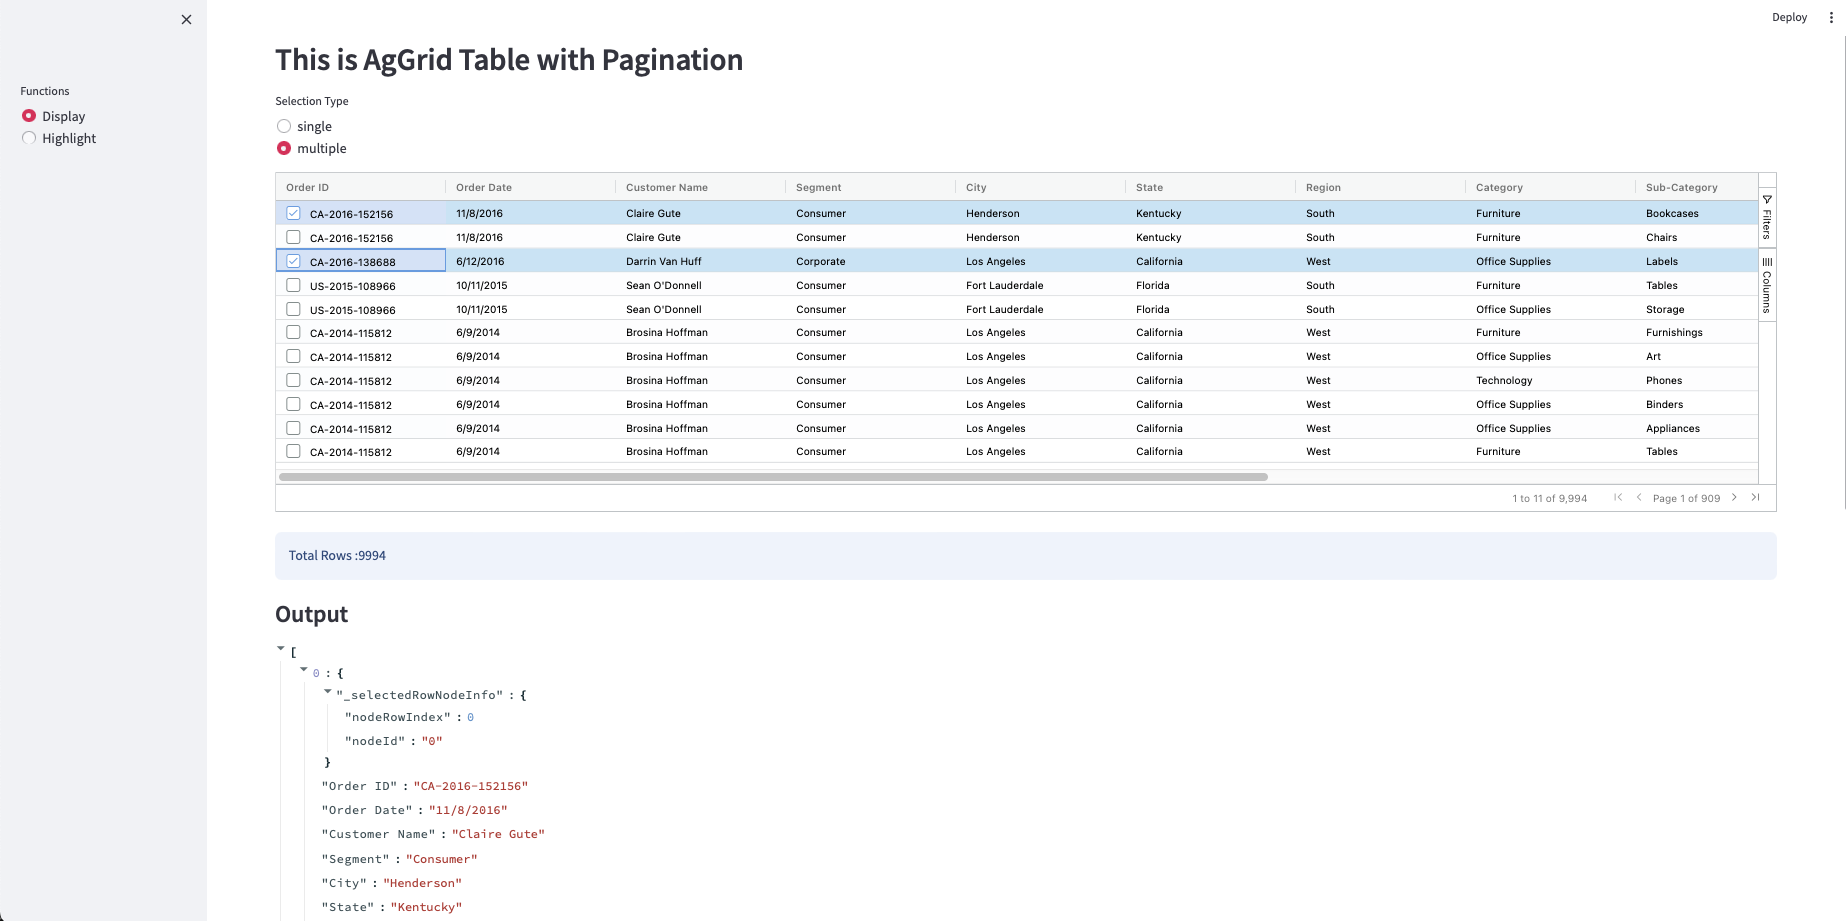 Deploy
Functions
Display
Highlight
This is AgGrid Table with Pagination
Selection Type
single
multiple
Order ID Order Date Customer Name Segment City State Region Category Sub-Category
CA-2016-152156 11/8/2016 Claire Gute Consumer Henderson Kentucky South Furniture Bookcases
CA-2016-152156 11/8/2016 Claire Gute Consumer Henderson Kentucky South Furniture Chairs
CA-2016-138688 6/12/2016 Darrin Van Huff Corporate Los Angeles California West Office Supplies Labels
US-2015-108966 10/11/2015 Sean O'Donnell Consumer Fort Lauderdale Florida South Furniture Tables
US-2015-108966 10/11/2015 Sean O'Donnell Consumer Fort Lauderdale Florida South Office Supplies Storage
CA-2014-115812 6/9/2014 Brosina Hoffman Consumer Los Angeles California West Furniture Furnishings
CA-2014-115812 6/9/2014 Brosina Hoffman Consumer Los Angeles California West Office Supplies Art
CA-2014-115812 6/9/2014 Brosina Hoffman Consumer Los Angeles California West Technology Phones
CA-2014-115812 6/9/2014 Brosina Hoffman Consumer Los Angeles California West Office Supplies Binders
CA-2014-115812 6/9/2014 Brosina Hoffman Consumer Los Angeles California West Office Supplies Appliances
CA-2014-115812 6/9/2014 Brosina Hoffman Consumer Los Angeles California West Furniture Tables
Filters
Columns
1 to 11 of 9,994 Page 1 of 909
Total Rows :9994
Output
[
0 : {
"_selectedRowNodeInfo" : {
"nodeRowIndex" : 0
"nodeId" : "0"
}
"Order ID" : "CA-2016-152156"
"Order Date" : "11/8/2016"
"Customer Name" : "Claire Gute"
"Segment" : "Consumer"
"City" : "Henderson"
"State" : "Kentucky"